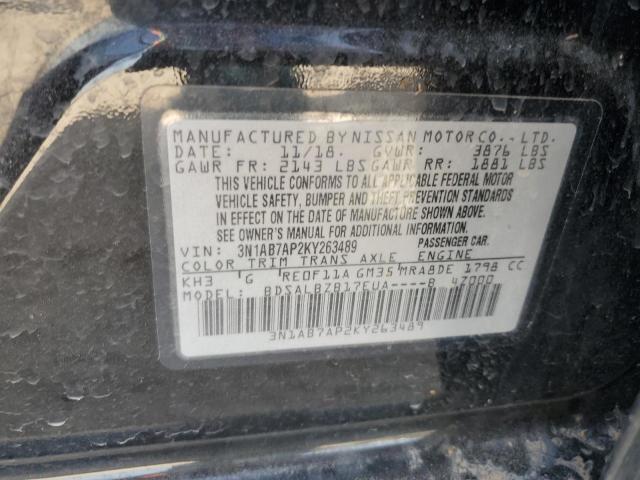 MANUFACTURED BY NISSAN MOTOR CO., LTD.
DATE: 11/18. GVWR: 3876 LBS
GAWR FR: 2143 LBS GAWR RR: 1881 LBS
THIS VEHICLE CONFORMS TO ALL APPLICABLE FEDERAL MOTOR
VEHICLE SAFETY, BUMPER AND THEFT PREVENTION STANDARDS
IN EFFECT ON THE DATE OF MANUFACTURE SHOWN ABOVE.
SEE OWNER'S MANUAL FOR ADDITIONAL INFORMATION.
VIN: 3N1AB7AP2KY263489 PASSENGER CAR.
COLOR TRIM TRANS AXLE ENGINE
KH3 G RE0F11A GM35 MRA8DE 1798 CC
MODEL: BDSALBZB17EUA----B 47000
3N1AB7AP2KY263489